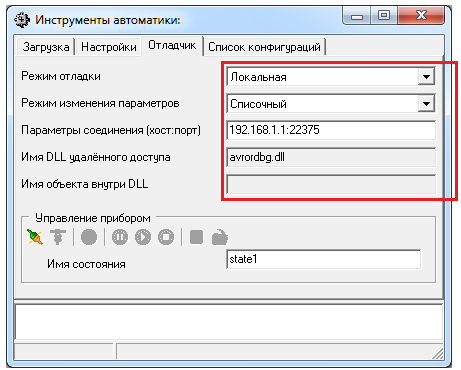 Инструменты автоматики:
Загрузка Настройки Отладчик Список конфигураций
Режим отладки Локальная
Режим изменения параметров Списочный
Параметры соединения (хост:порт) 192.168.1.1:22375
Имя DLL удалённого доступа avrordbg.dll
Имя объекта внутри DLL
Управление прибором
Имя состояния state1